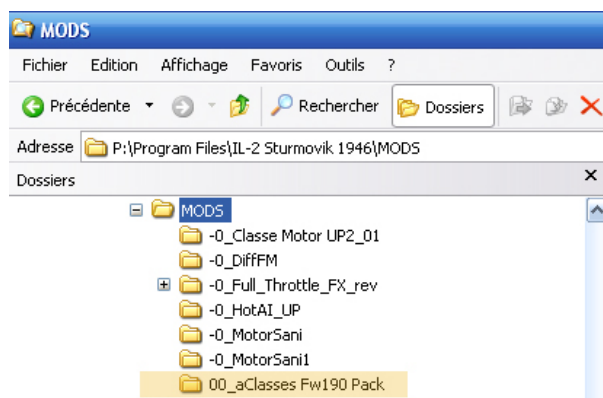 MODS
Fichier Edition Affichage Favoris Outils ?
Précédente Rechercher Dossiers
Adresse P:\Program Files\IL-2 Sturmovik 1946\MODS
Dossiers
MODS
-0_Classe Motor UP2_01
-0_DiffFM
-0_Full_Throttle_FX_rev
-0_HotAI_UP
-0_MotorSani
-0_MotorSani1
00_aClasses Fw190 Pack